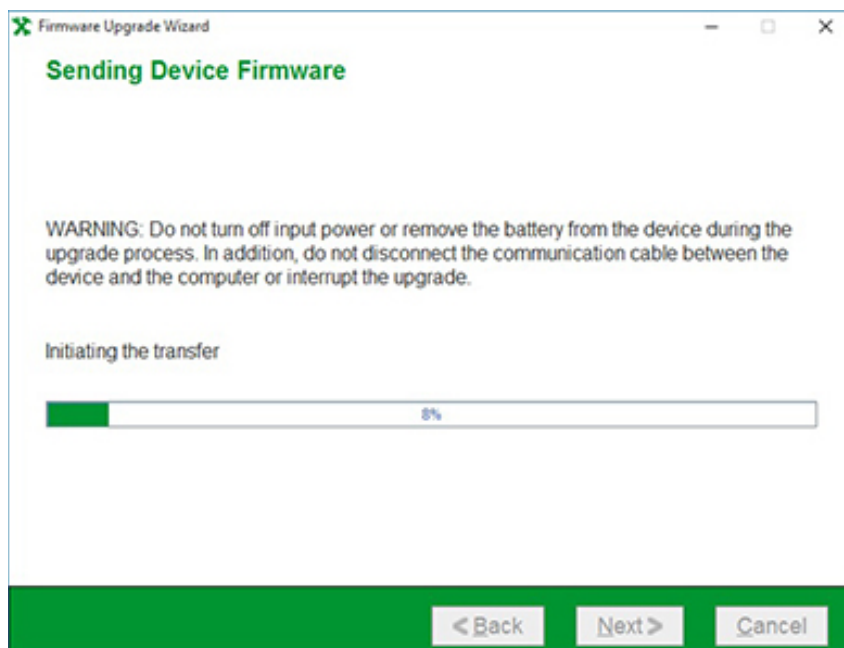 Firmware Upgrade Wizard
Sending Device Firmware
WARNING: Do not turn off input power or remove the battery from the device during the
upgrade process. In addition, do not disconnect the communication cable between the
device and the computer or interrupt the upgrade.
Initiating the transfer
8%
< Back Next > Cancel